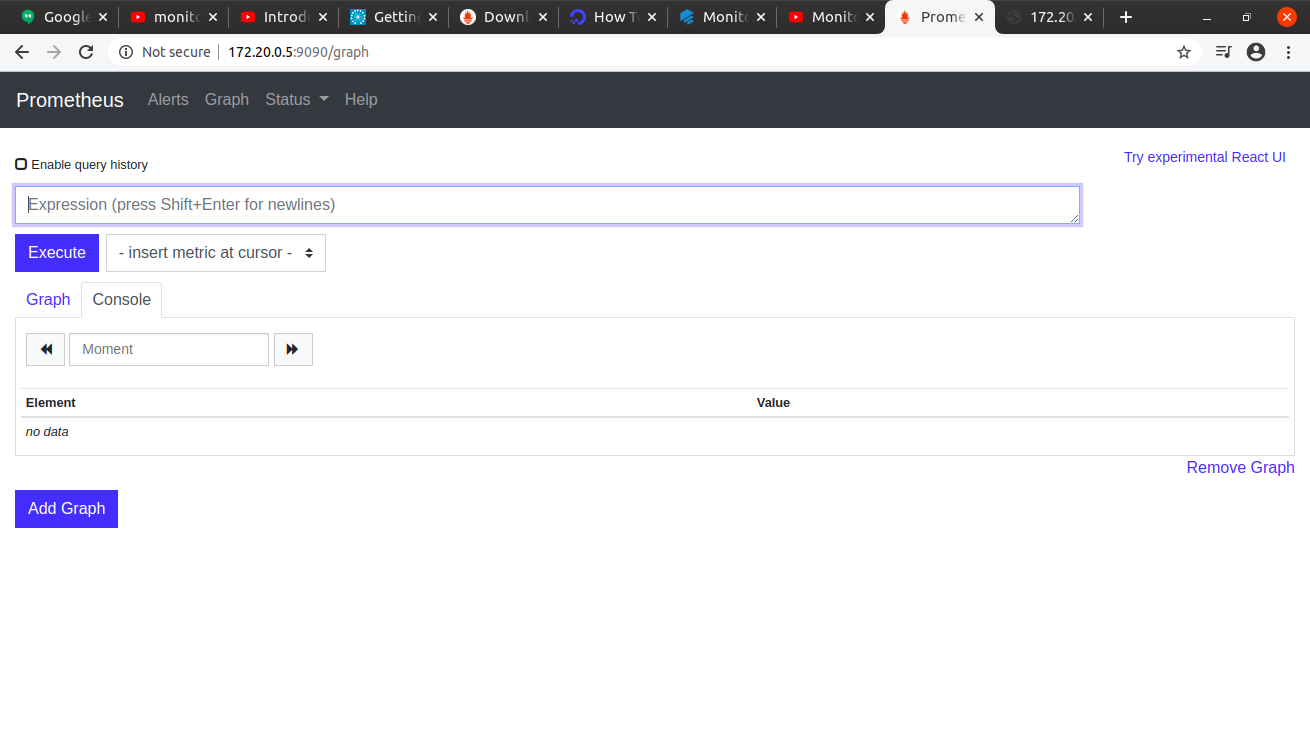 Google monito Introdu Getting Downl How To Monito Monito Prome 172.20
Not secure 172.20.0.5:9090/graph
Prometheus Alerts Graph Status Help
Enable query history Try experimental React UI
Expression (press Shift+Enter for newlines)
Execute - insert metric at cursor -
Graph Console
Moment
Element Value
no data
Remove Graph
Add Graph